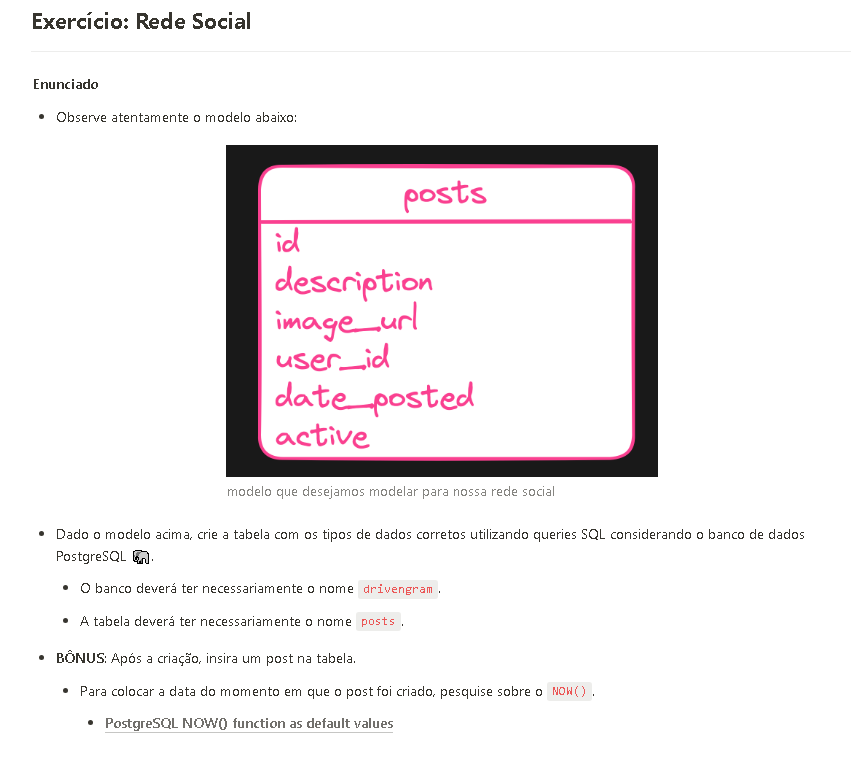 Exercício: Rede Social
Enunciado
Observe atentamente o modelo abaixo:
posts
id
description
image_url
user_id
date_posted
active
modelo que desejamos modelar para nossa rede social
Dado o modelo acima, crie a tabela com os tipos de dados corretos utilizando queries SQL considerando o banco de dados
PostgreSQL 🐘.
O banco deverá ter necessariamente o nome drivengram.
A tabela deverá ter necessariamente o nome posts.
BÔNUS: Após a criação, insira um post na tabela.
Para colocar a data do momento em que o post foi criado, pesquise sobre o NOW().
PostgreSQL NOW() function as default values